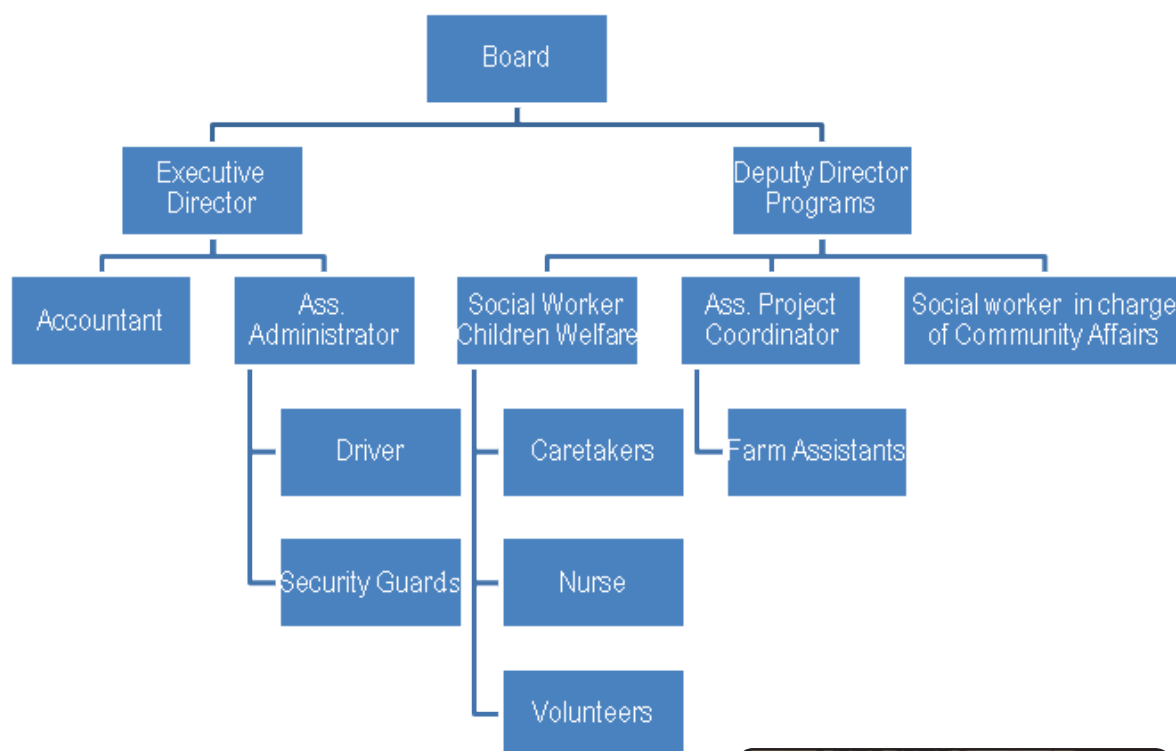 Board
Executive
Director
Deputy Director
Programs
Accountant
Ass.
Administrator
Social Worker
Children Welfare
Ass. Project
Coordinator
Social worker in charge
of Community Affairs
Driver
Caretakers
Farm Assistants
Security Guards
Nurse
Volunteers